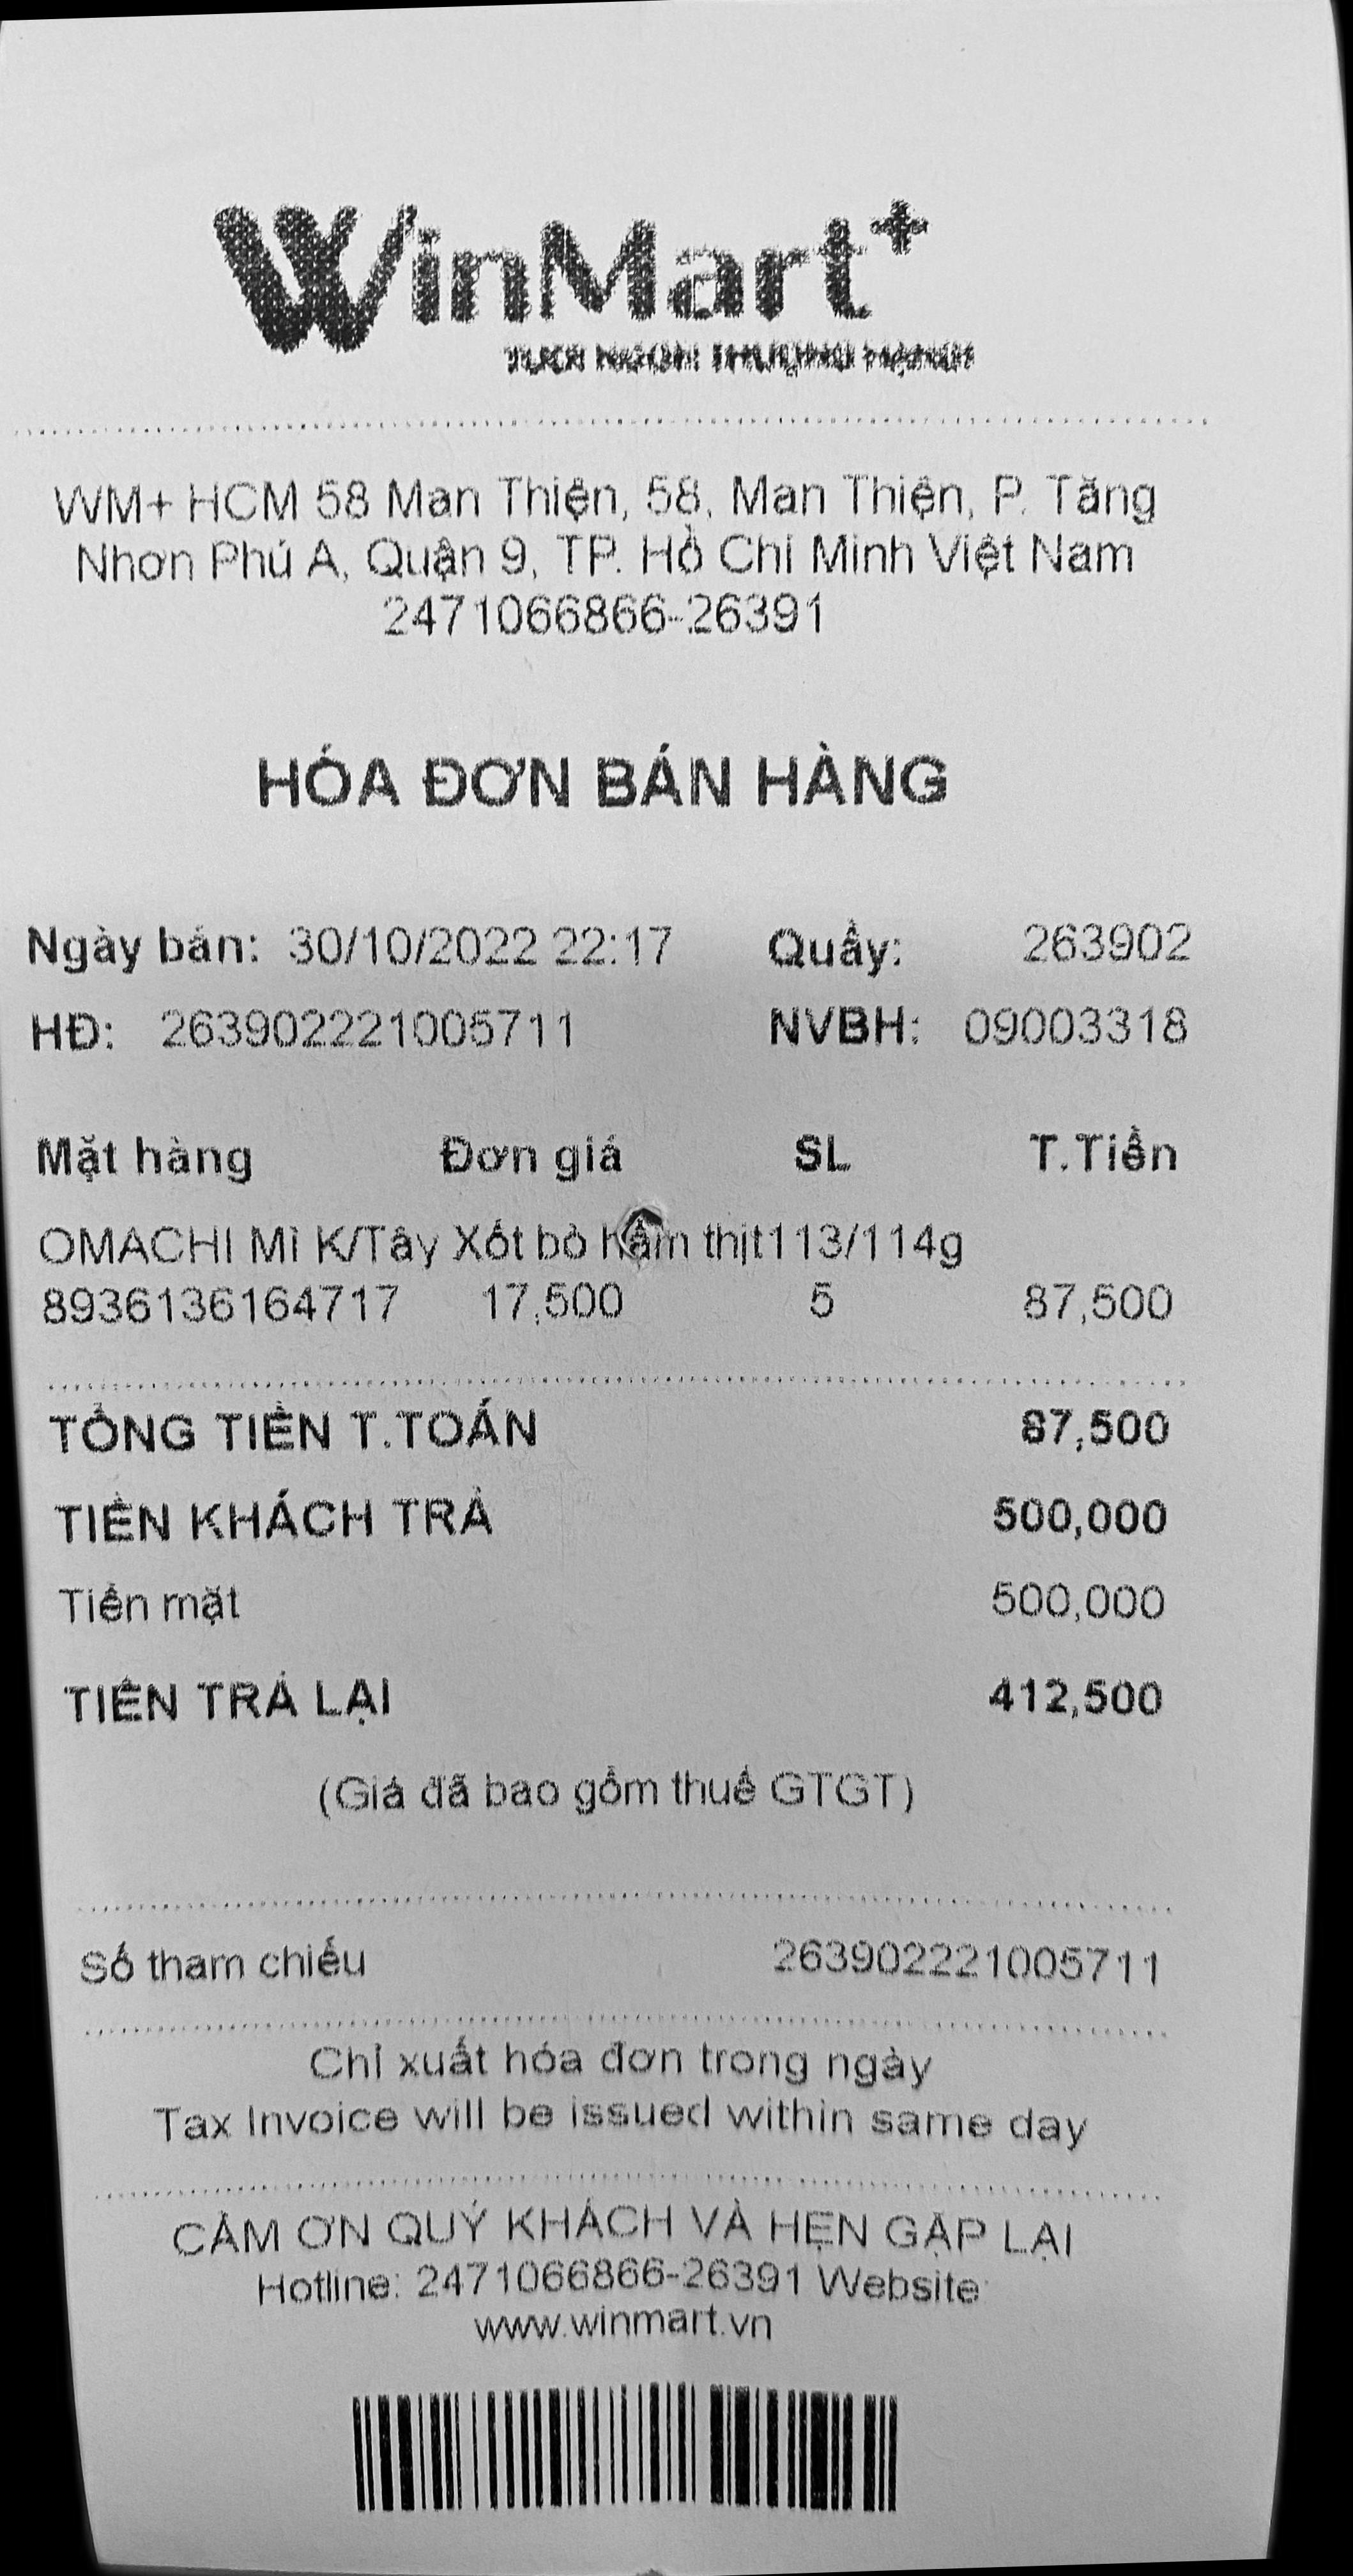 WinMart+
WM+ HCM 58 Man Thiện, 58, Man Thiện, P. Tăng
Nhơn Phú A, Quận 9, TP. Hồ Chí Minh Việt Nam
2471066866-26391
HÓA ĐƠN BÁN HÀNG
Ngày bán: 30/10/2022 22:17 Quầy: 263902
HĐ: 263902221005711 NVBH: 09003318
Mặt hàng Đơn giá SL T.Tiền
OMACHI Mì K/Tây Xốt bò hầm thịt113/114g
8936136164717 17,500 5 87,500
TỔNG TIỀN T.TOÁN 87,500
TIỀN KHÁCH TRẢ 500,000
Tiền mặt 500,000
TIỀN TRẢ LẠI 412,500
(Giá đã bao gồm thuế GTGT)
Số tham chiếu 263902221005711
Chỉ xuất hóa đơn trong ngày
Tax Invoice will be issued within same day
CẢM ƠN QUÝ KHÁCH VÀ HẸN GẶP LẠI
Hotline: 2471066866-26391 Website:
www.winmart.vn